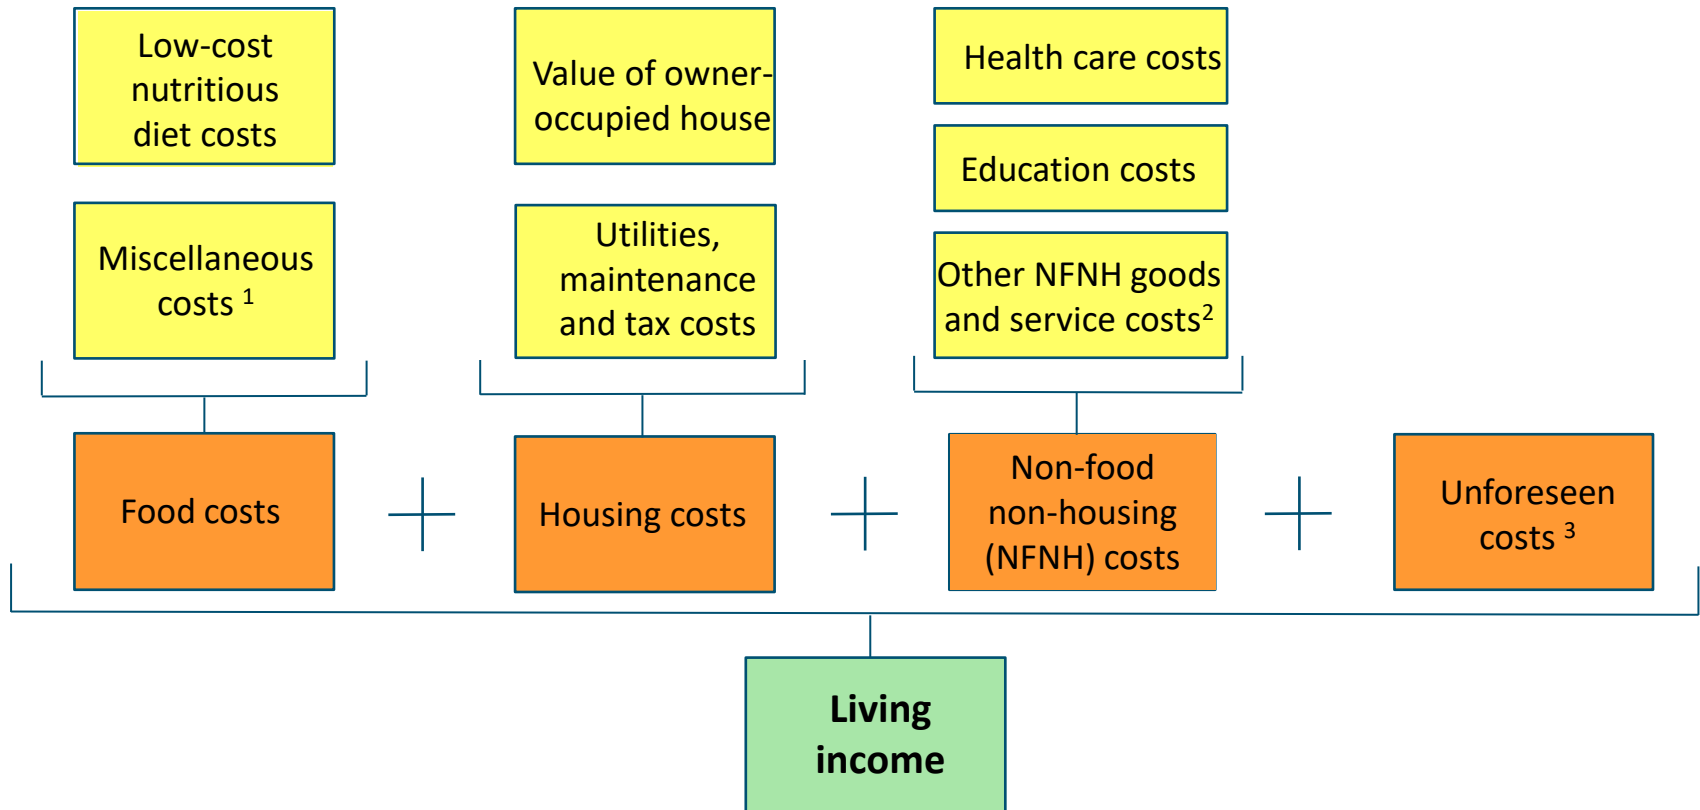 Low-cost
nutritious
diet costs
Miscellaneous
costs ¹
Value of owner-
occupied house
Utilities,
maintenance
and tax costs
Health care costs
Education costs
Other NFNH goods
and service costs²
Food costs
Housing costs
Non-food
non-housing
(NFNH) costs
Unforeseen
costs ³
Living
income